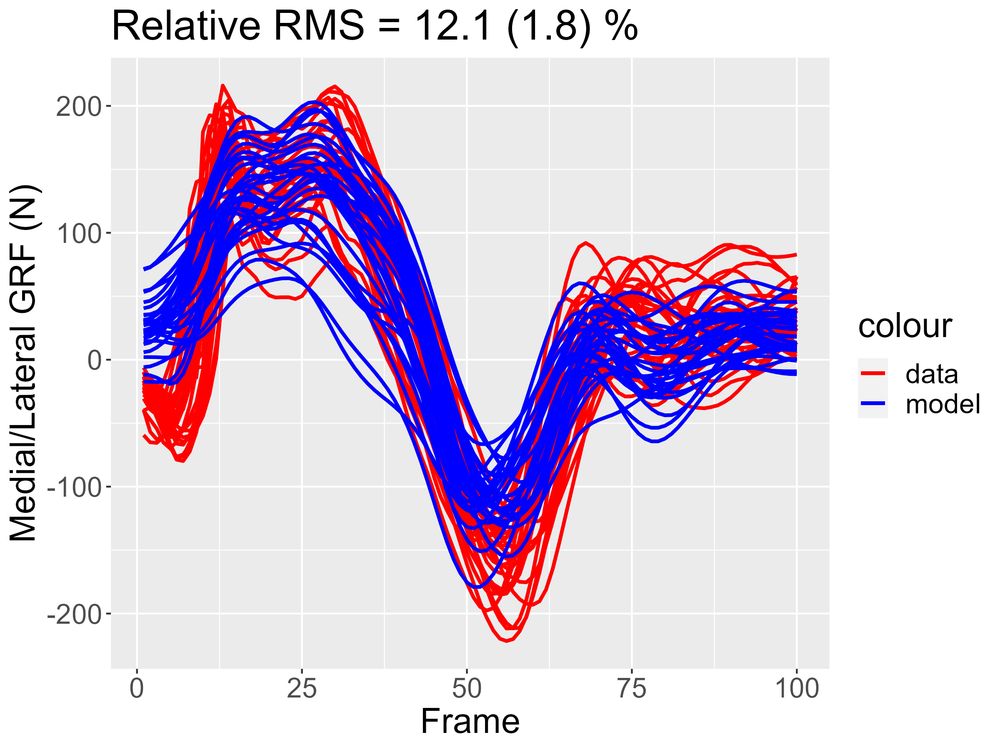 Relative RMS = 12.1 (1.8) %
Medial/Lateral GRF (N)
200
100
0
-100
-200
0 25 50 75 100
Frame
colour
data
model